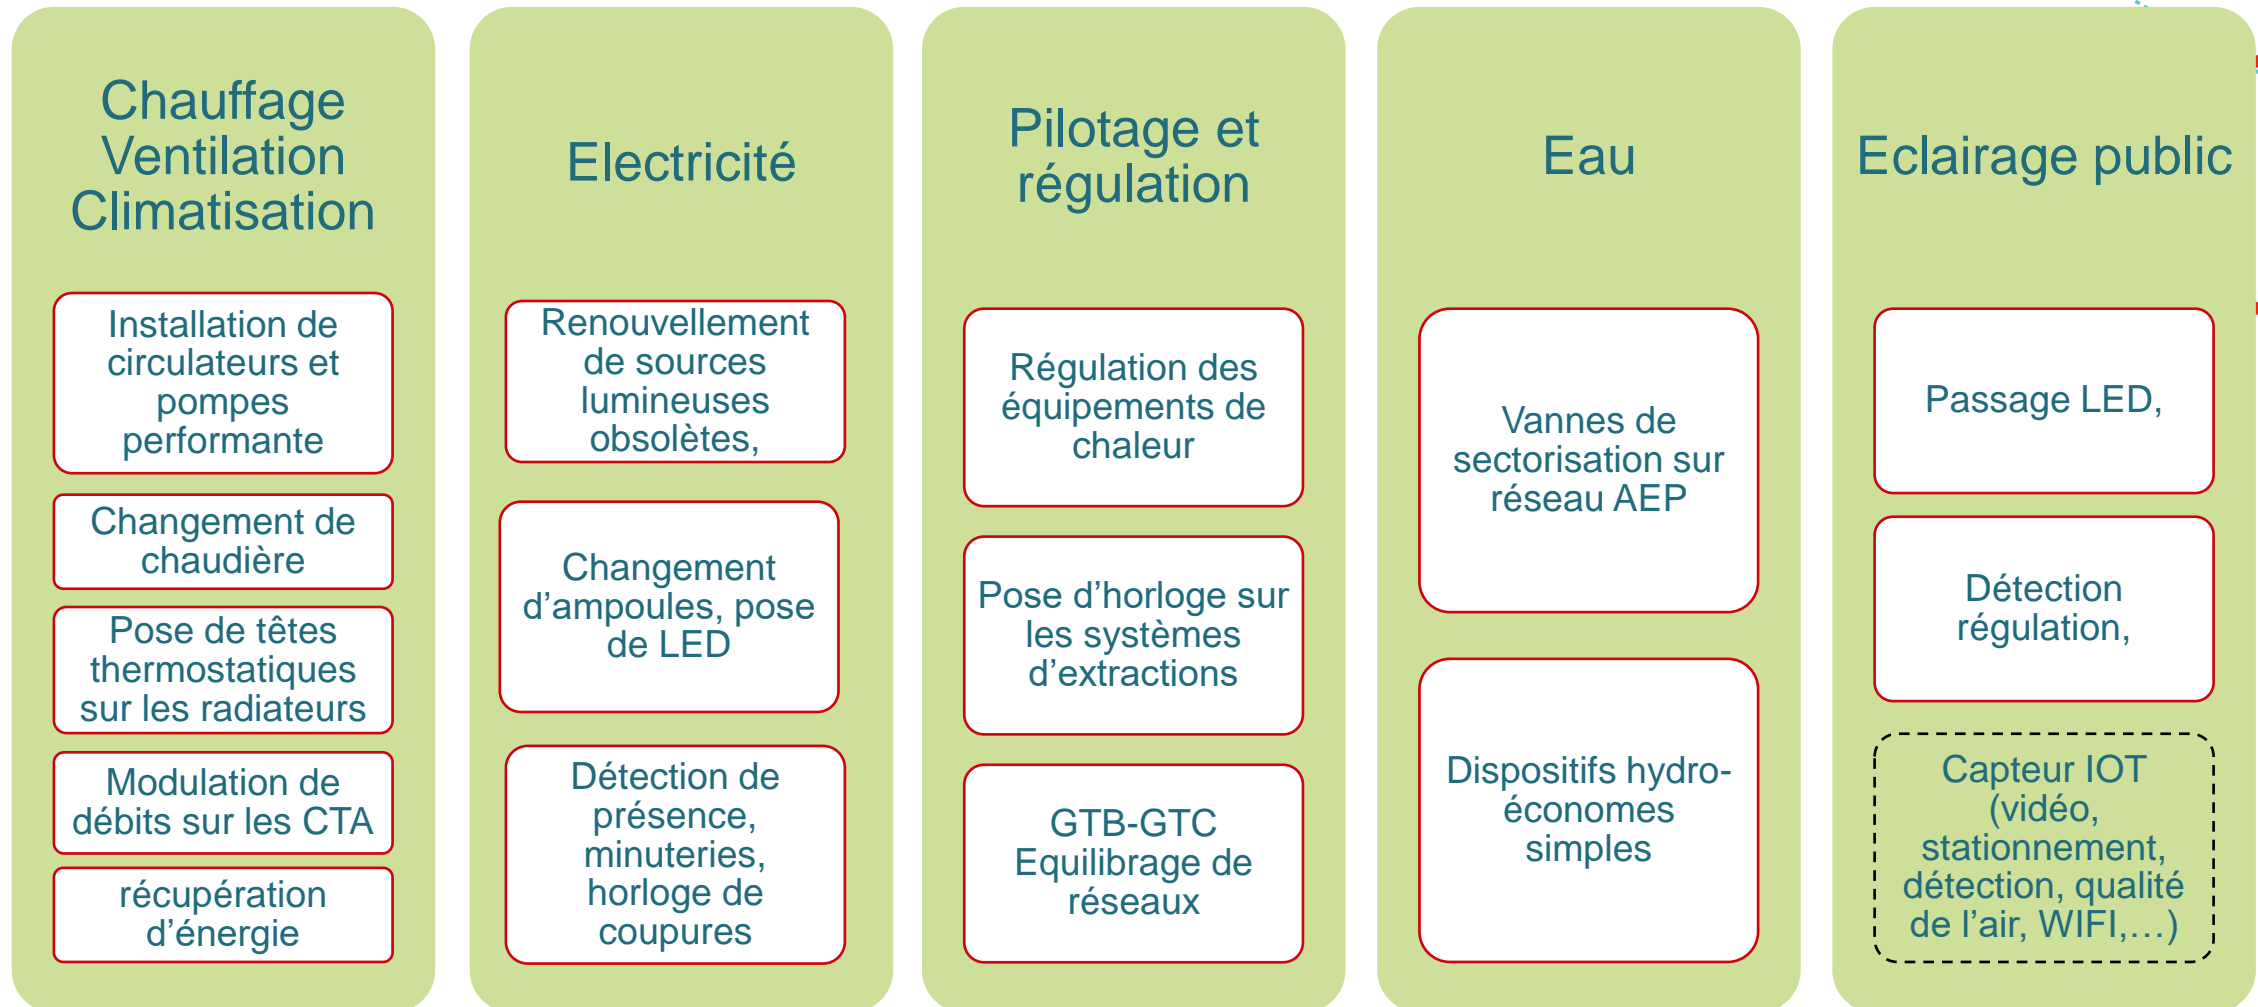 Chauffage
Ventilation
Climatisation
Installation de
circulateurs et
pompes
performante
Changement de
chaudière
Pose de têtes
thermostatiques
sur les radiateurs
Modulation de
débits sur les CTA
récupération
d’énergie
Electricité
Renouvellement
de sources
lumineuses
obsolètes,
Changement
d’ampoules, pose
de LED
Détection de
présence,
minuteries,
horloge de
coupures
Pilotage et
régulation
Régulation des
équipements de
chaleur
Pose d’horloge sur
les systèmes
d’extractions
GTB-GTC
Equilibrage de
réseaux
Eau
Vannes de
sectorisation sur
réseau AEP
Dispositifs hydro-
économes
simples
Eclairage public
Passage LED,
Détection
régulation,
Capteur IOT
(vidéo,
stationnement,
détection, qualité
de l’air, WIFI,…)